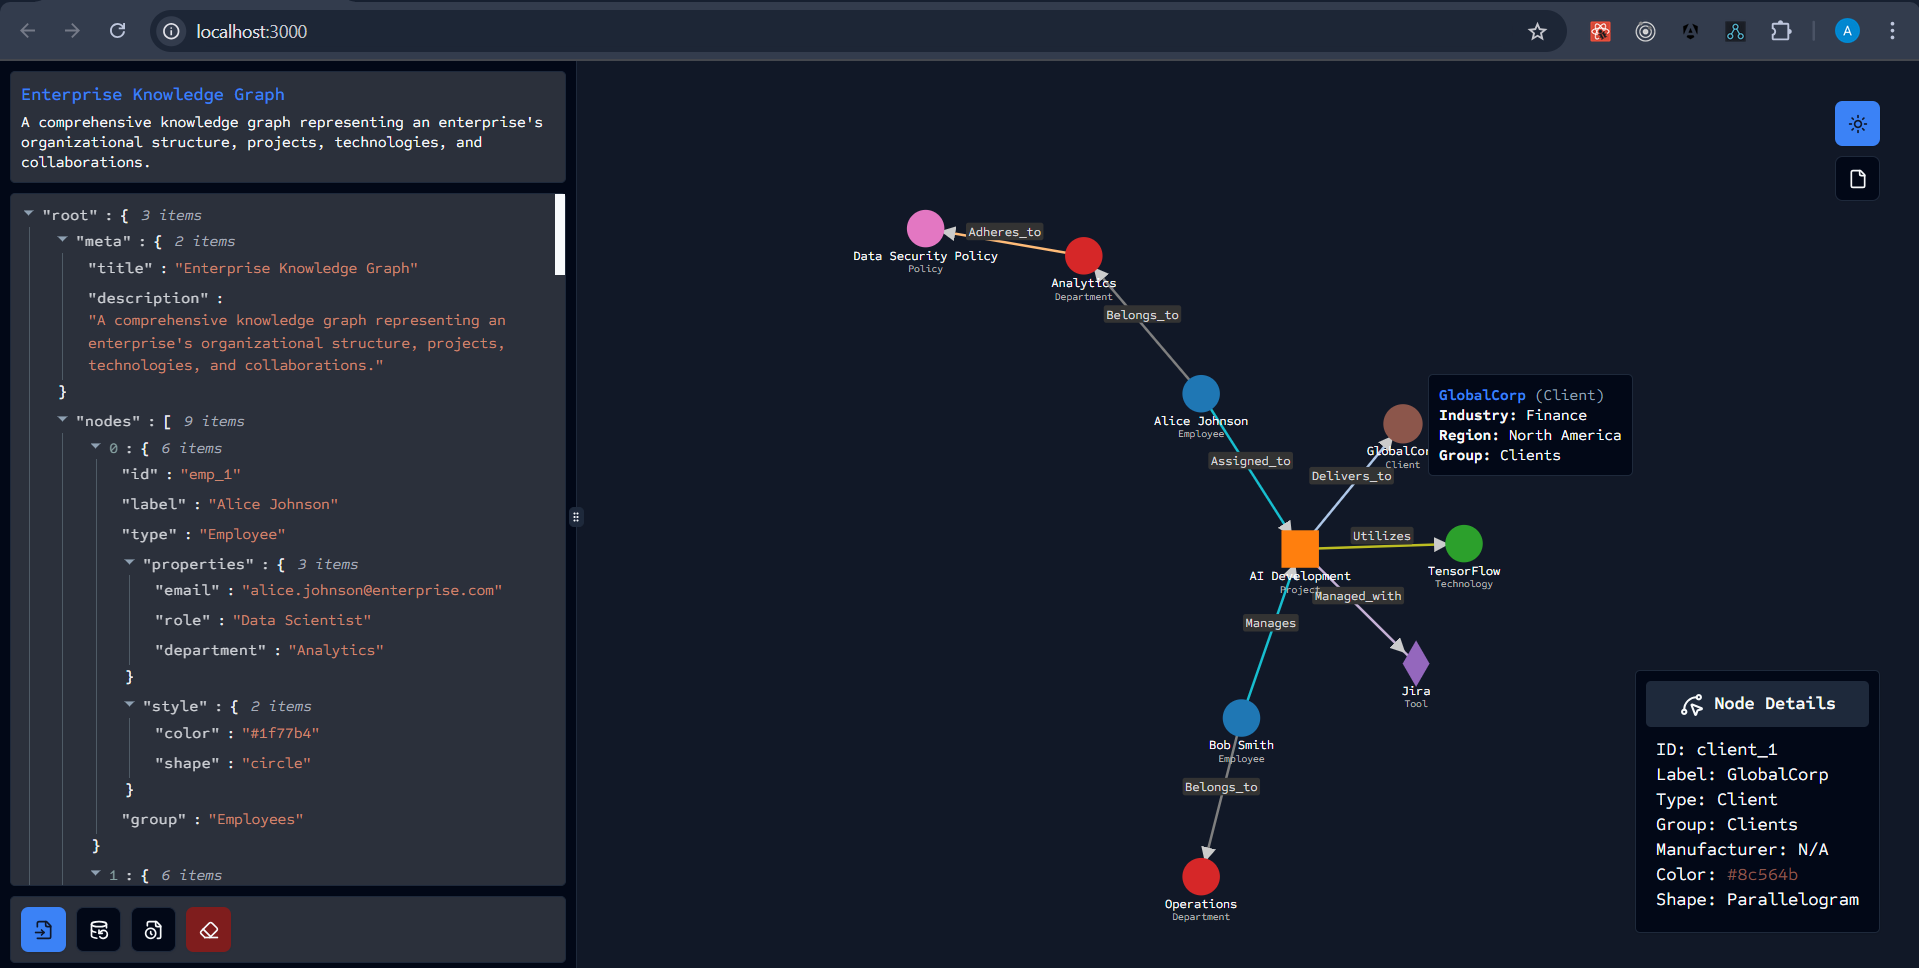 localhost:3000
A
Enterprise Knowledge Graph
A comprehensive knowledge graph representing an enterprise's
organizational structure, projects, technologies, and
collaborations.
"root" : { 3 items
"meta" : { 2 items
"title" : "Enterprise Knowledge Graph"
"description" :
"A comprehensive knowledge graph representing an
enterprise's organizational structure, projects,
technologies, and collaborations."
}
"nodes" : [ 9 items
0 : { 6 items
"id" : "emp_1"
"label" : "Alice Johnson"
"type" : "Employee"
"properties" : { 3 items
"email" : "alice.johnson@enterprise.com"
"role" : "Data Scientist"
"department" : "Analytics"
}
"style" : { 2 items
"color" : "#1f77b4"
"shape" : "circle"
}
"group" : "Employees"
}
1 : { 6 items
Adheres_to
Data Security Policy
Policy
Analytics
Department
Belongs_to
Alice Johnson
Employee
Assigned_to
GlobalCor
Client
Delivers_to
GlobalCorp (Client)
Industry: Finance
Region: North America
Group: Clients
Utilizes
TensorFlow
Technology
AI Development
Project
Managed_with
Manages
Jira
Tool
Bob Smith
Employee
Belongs_to
Operations
Department
Node Details
ID: client_1
Label: GlobalCorp
Type: Client
Group: Clients
Manufacturer: N/A
Color: #8c564b
Shape: Parallelogram